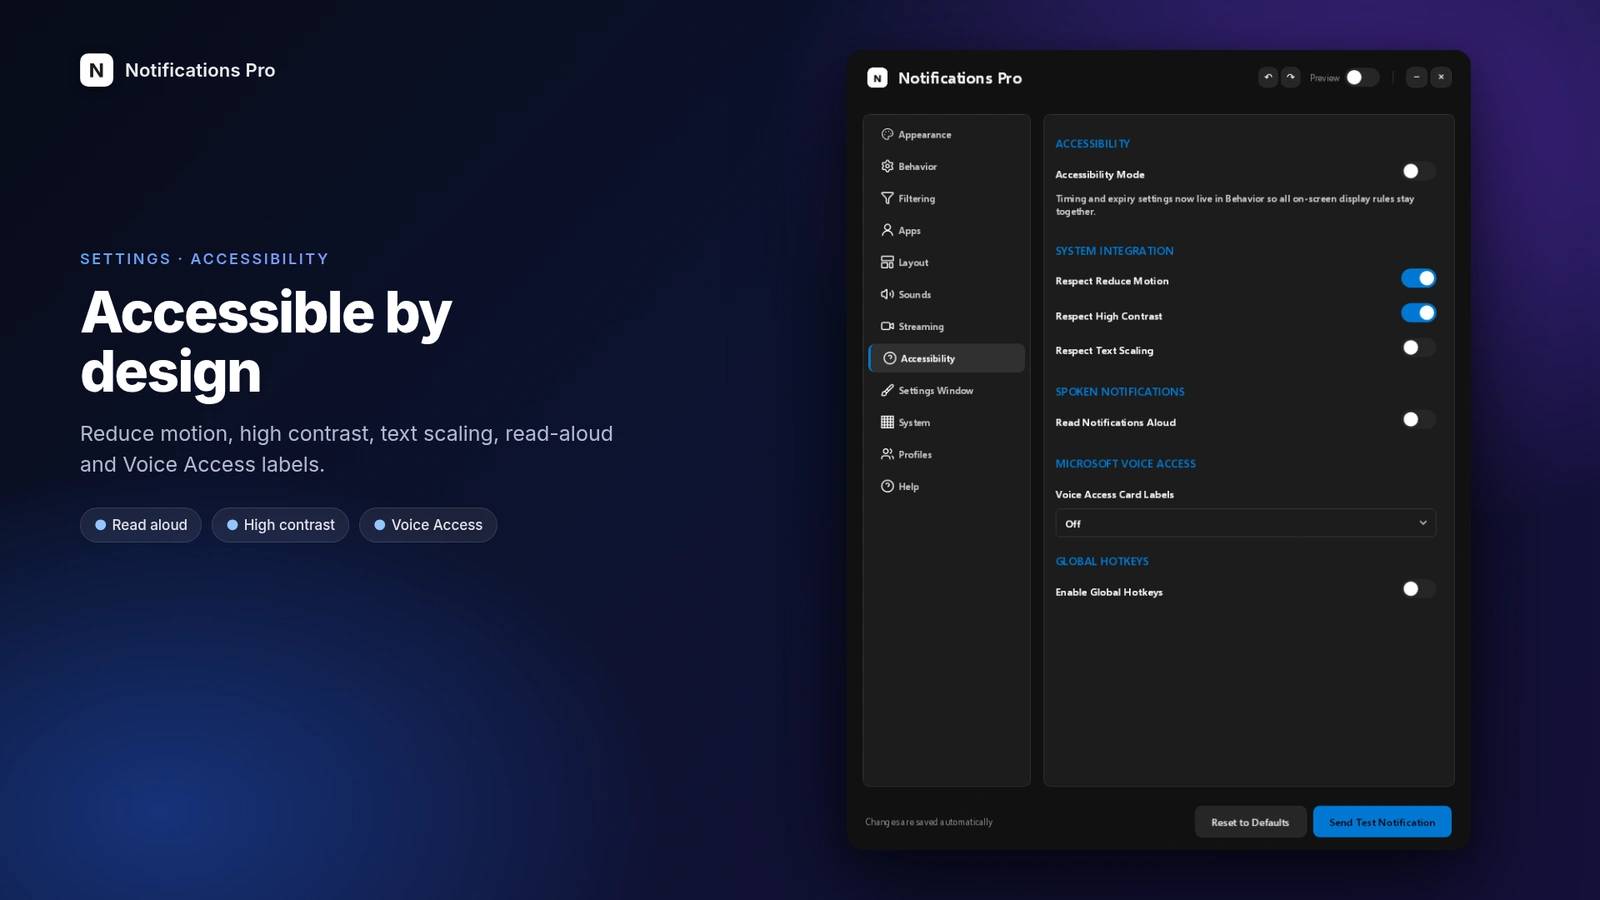 N Notifications Pro
SETTINGS · ACCESSIBILITY
Accessible by
design
Reduce motion, high contrast, text scaling, read-aloud
and Voice Access labels.
Read aloud
High contrast
Voice Access
N Notifications Pro
Preview
Appearance
Behavior
Filtering
Apps
Layout
Sounds
Streaming
Accessibility
Settings Window
System
Profiles
Help
ACCESSIBILITY
Accessibility Mode
Timing and expiry settings now live in Behavior so all on-screen display rules stay
together.
SYSTEM INTEGRATION
Respect Reduce Motion
Respect High Contrast
Respect Text Scaling
SPOKEN NOTIFICATIONS
Read Notifications Aloud
MICROSOFT VOICE ACCESS
Voice Access Card Labels
Off
GLOBAL HOTKEYS
Enable Global Hotkeys
Changes are saved automatically
Reset to Defaults
Send Test Notification